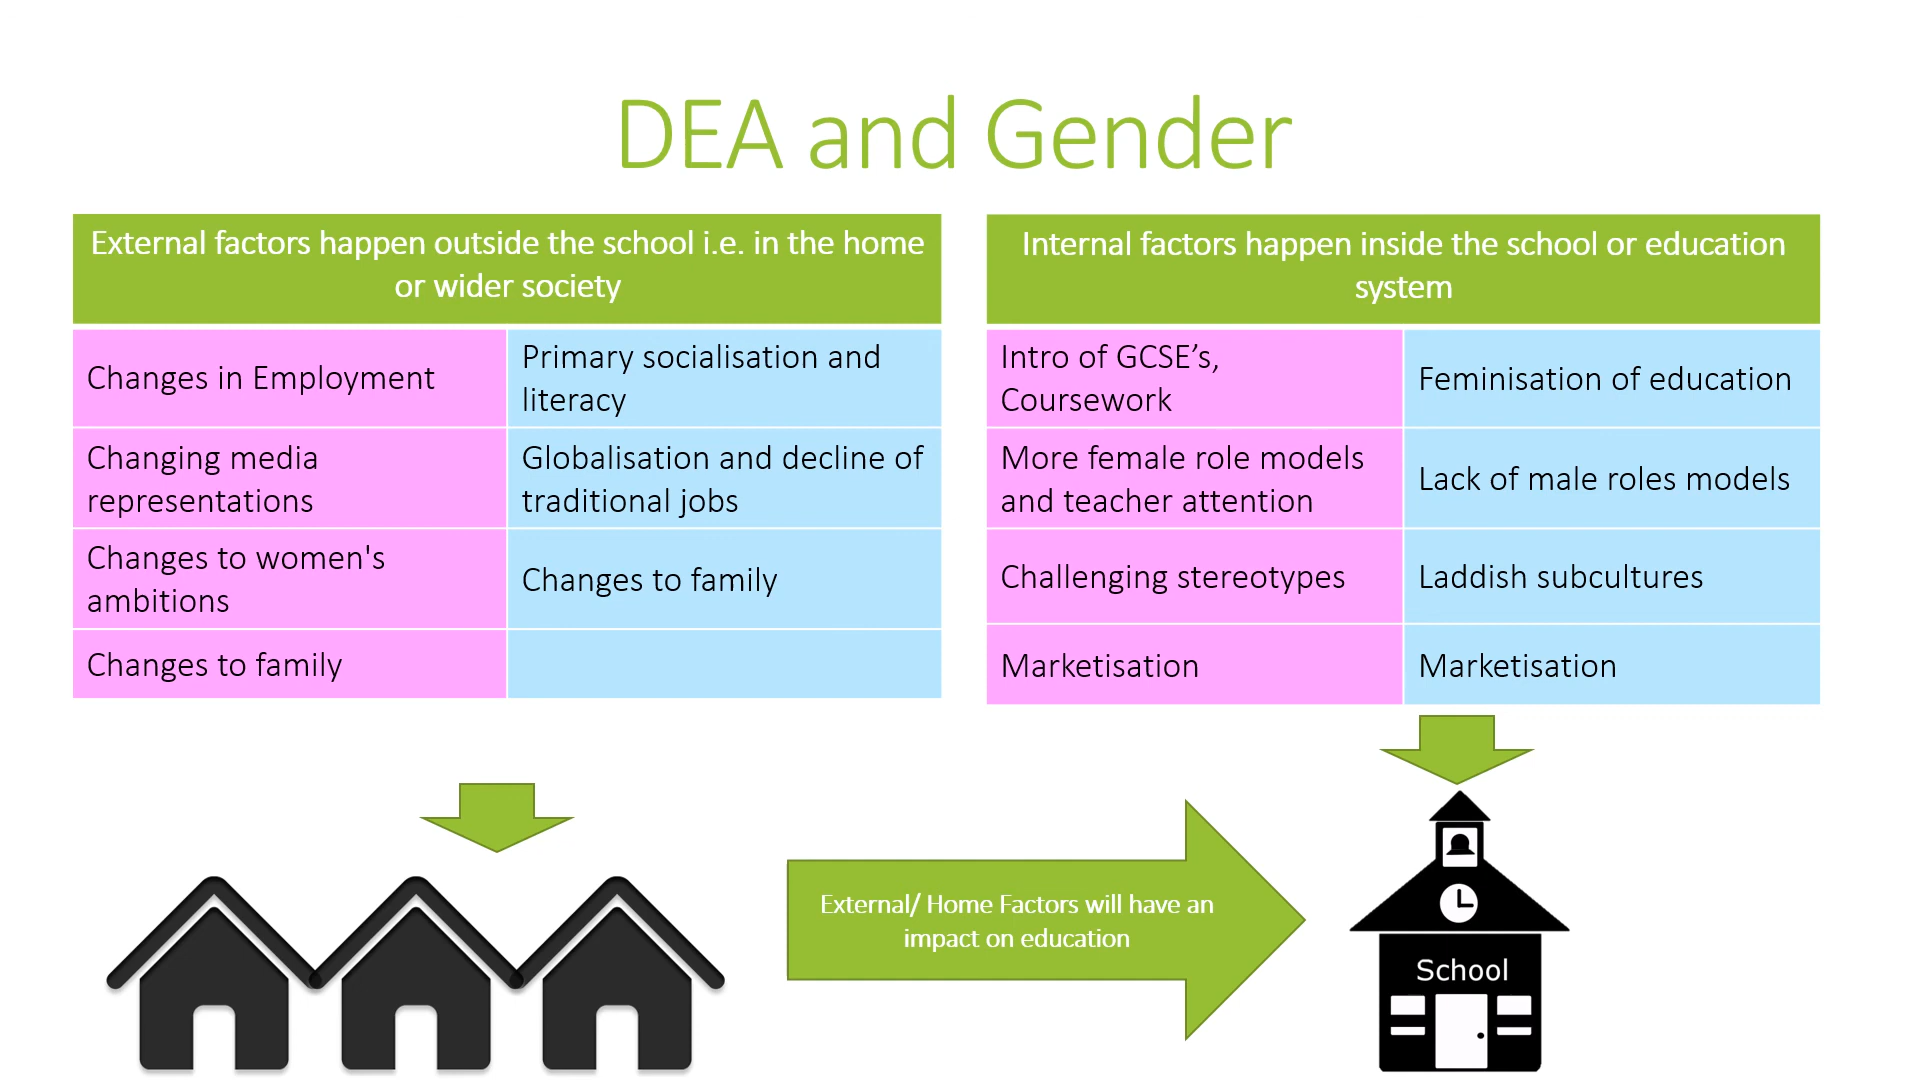 DEA and Gender
External factors happen outside the school i.e. in the home
or wider society
Changes in Employment
Primary socialisation and
literacy
Changing media
representations
Globalisation and decline of
traditional jobs
Changes to women's
ambitions
Changes to family
Changes to family
Internal factors happen inside the school or education
system
Intro of GCSE’s,
Coursework
Feminisation of education
More female role models
and teacher attention
Lack of male roles models
Challenging stereotypes
Laddish subcultures
Marketisation
Marketisation
External/ Home Factors will have an
impact on education
School